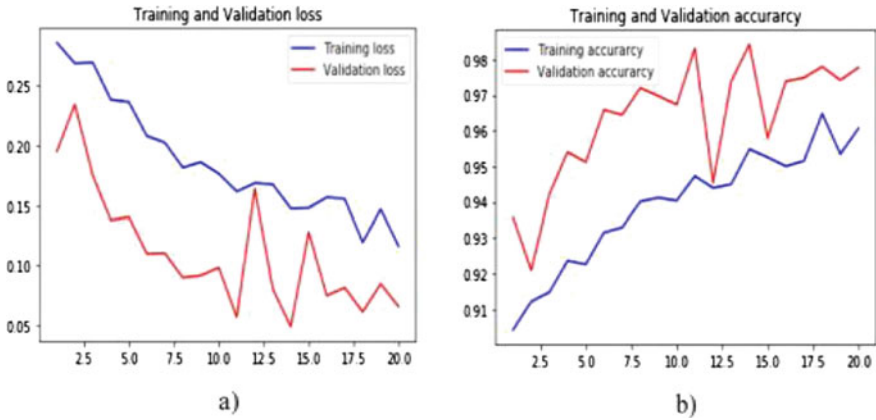 Training and Validation loss
Training loss
Validation loss
0.25
0.20
0.15
0.10
0.05
2.5 5.0 7.5 10.0 12.5 15.0 17.5 20.0
a)
Training and Validation accurarcy
Training accurarcy
Validation accurarcy
0.98
0.97
0.96
0.95
0.94
0.93
0.92
0.91
2.5 5.0 7.5 10.0 12.5 15.0 17.5 20.0
b)